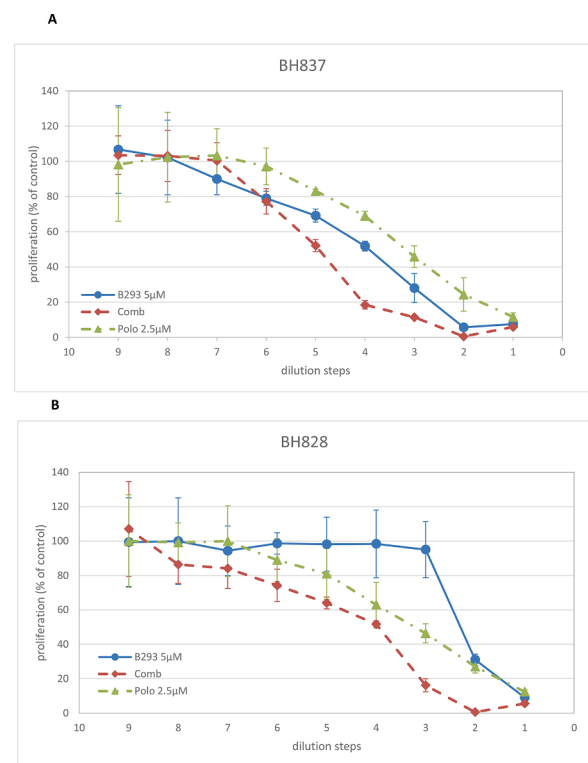 A
BH837
140
120
100
80
60
40
20
0
proliferation (% of control)
B293 5μM
Comb
Polo 2.5μM
10 9 8 7 6 5 4 3 2 1 0
dilution steps
B
BH828
140
120
100
80
60
40
20
0
proliferation (% of control)
B293 5μM
Comb
Polo 2.5μM
10 9 8 7 6 5 4 3 2 1 0
dilution steps